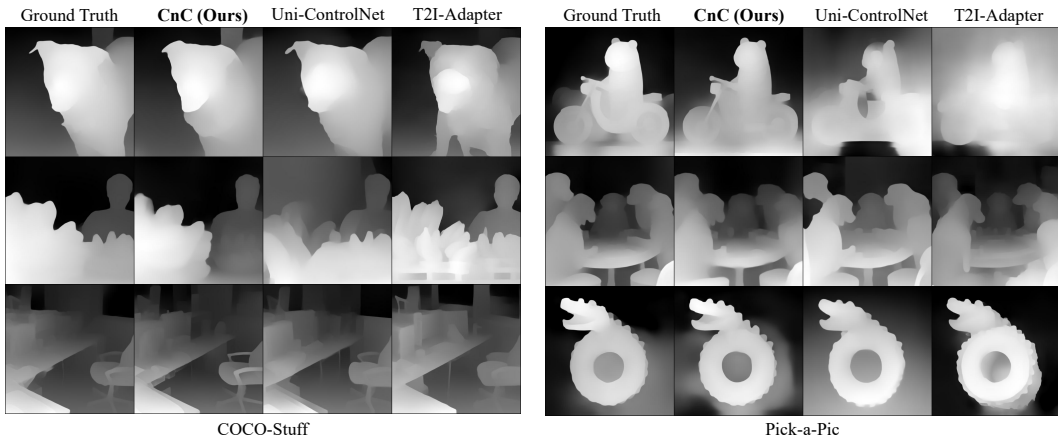 Ground Truth CnC (Ours) Uni-ControlNet T2I-Adapter
Ground Truth CnC (Ours) Uni-ControlNet T2I-Adapter
COCO-Stuff
Pick-a-Pic